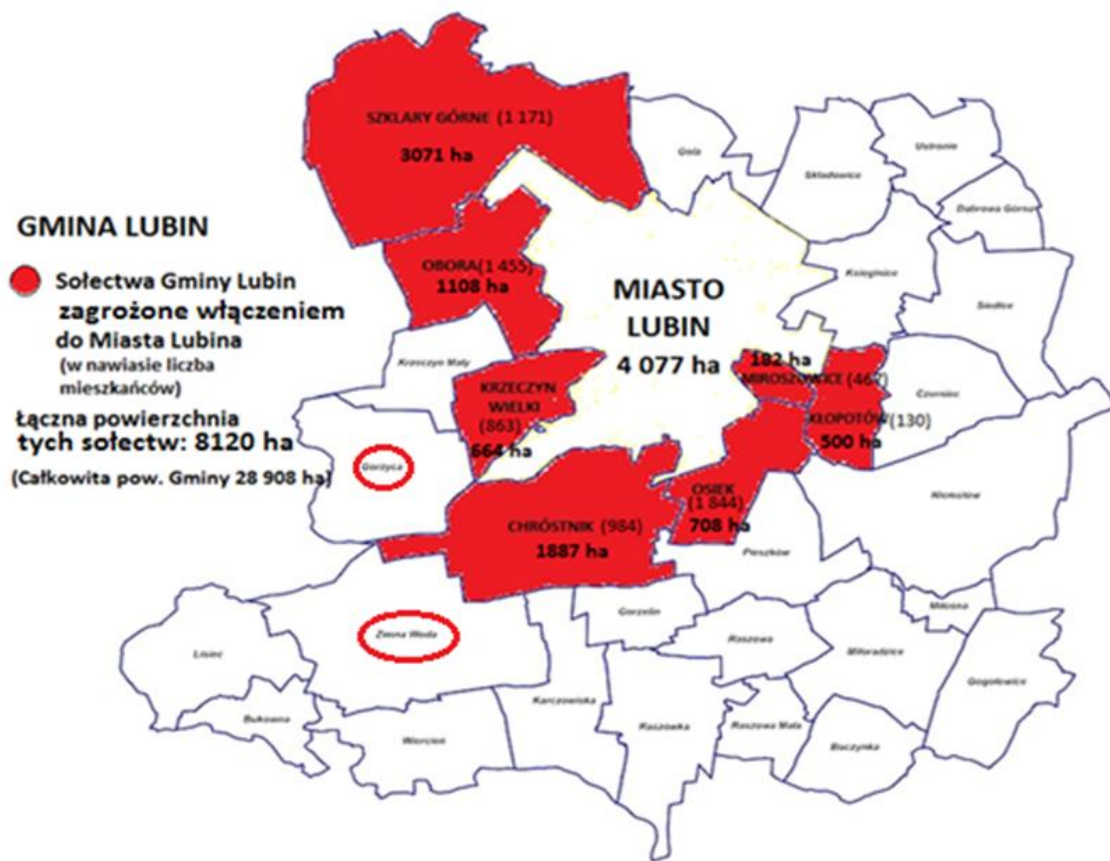 SZKLARY GÓRNE (1 171)
3071 ha
Gola
Składowice
Ustronie
Dąbrowa Górna
GMINA LUBIN
Sołectwa Gminy Lubin
zagrożone włączeniem
do Miasta Lubina
(w nawiasie liczba
mieszkańców)
Łączna powierzchnia
tych sołectw: 8120 ha
(Całkowita pow. Gminy 28 908 ha)
OBORA (1 455)
1108 ha
MIASTO
LUBIN
4 077 ha
Księginice
Siedlce
Krzeczyn Mały
KRZECZYN
WIELKI
(863)
664 ha
182 ha
MIROSZOWICE (467)
Czerniec
KŁOPOTÓW (130)
500 ha
Gorzyca
OSIEK
(1 844)
708 ha
Niemstów
CHRÓSTNIK (984)
1887 ha
Pieszków
Zimna Woda
Gorzelin
Miłosna
Lisiec
Raszowa
Miłoradzice
Gogołowice
Karczowiska
Bukowna
Wiercień
Raszówka
Raszowa Mała
Buczynka